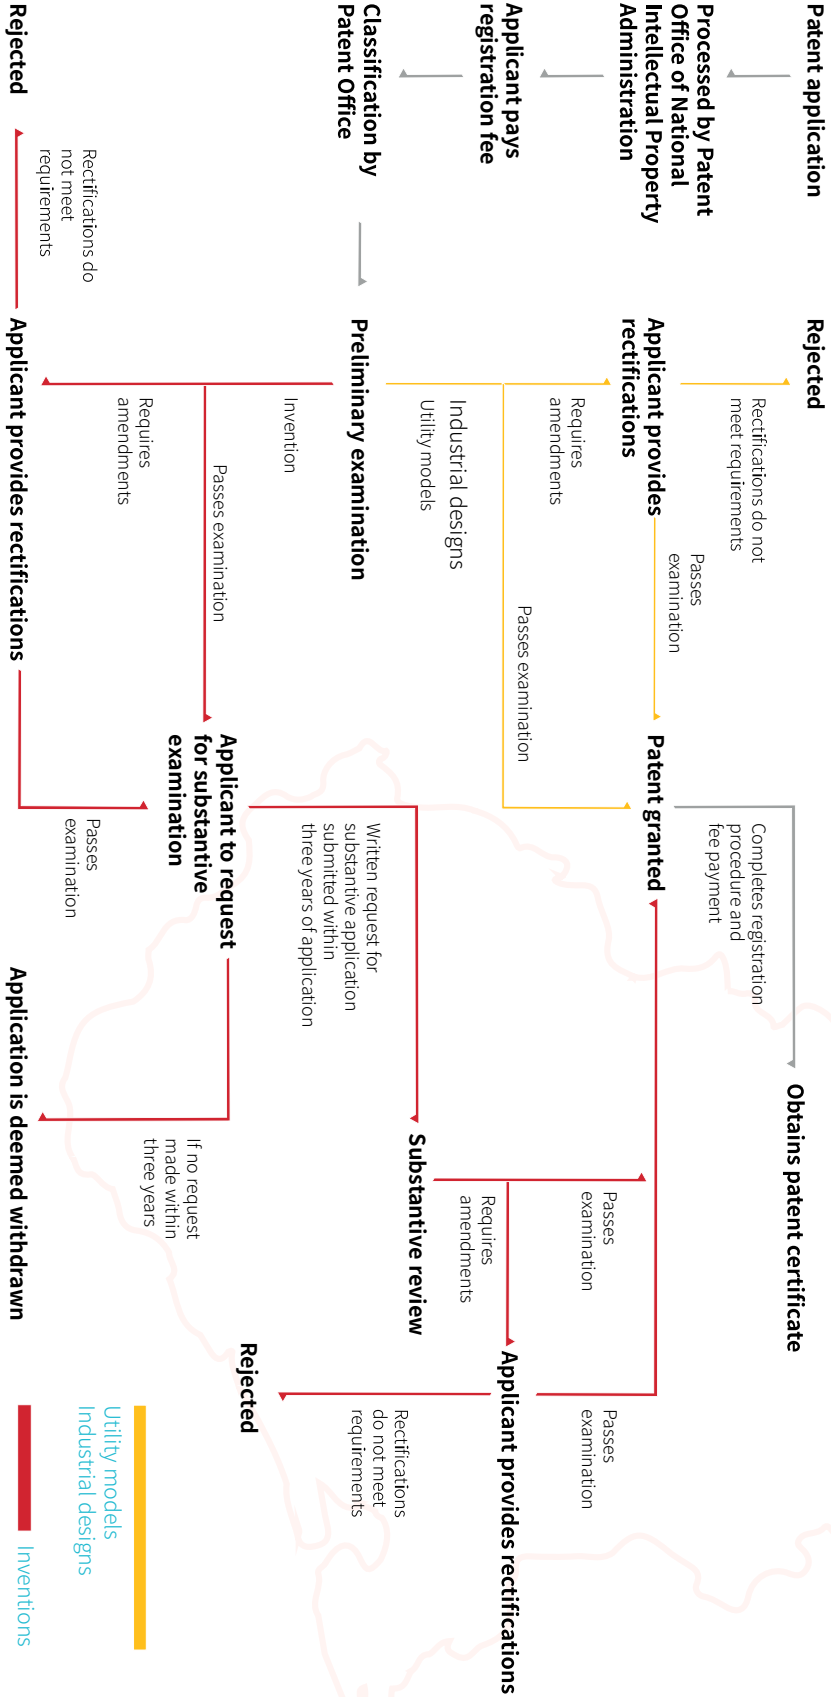 Patent application
Processed by Patent
Office of National
Intellectual Property
Administration
Applicant pays
registration fee
Classification by
Patent Office
Rejected
Rectifications do
not meet
requirements
Rejected
Rectifications do not
meet requirements
Applicant provides
rectifications
Passes
examination
Requires
amendments
Industrial designs
Utility models
Passes examination
Preliminary examination
Invention
Passes examination
Requires
amendments
Applicant provides rectifications
Passes
examination
Patent granted
Completes registration
procedure and
fee payment
Obtains patent certificate
Applicant to request
for substantive
examination
Written request for
substantive application
submitted within
three years of application
If no request
made within
three years
Application is deemed withdrawn
Substantive review
Passes
examination
Requires
amendments
Applicant provides rectifications
Passes
examination
Rectifications
do not meet
requirements
Rejected
Utility models
Industrial designs
Inventions